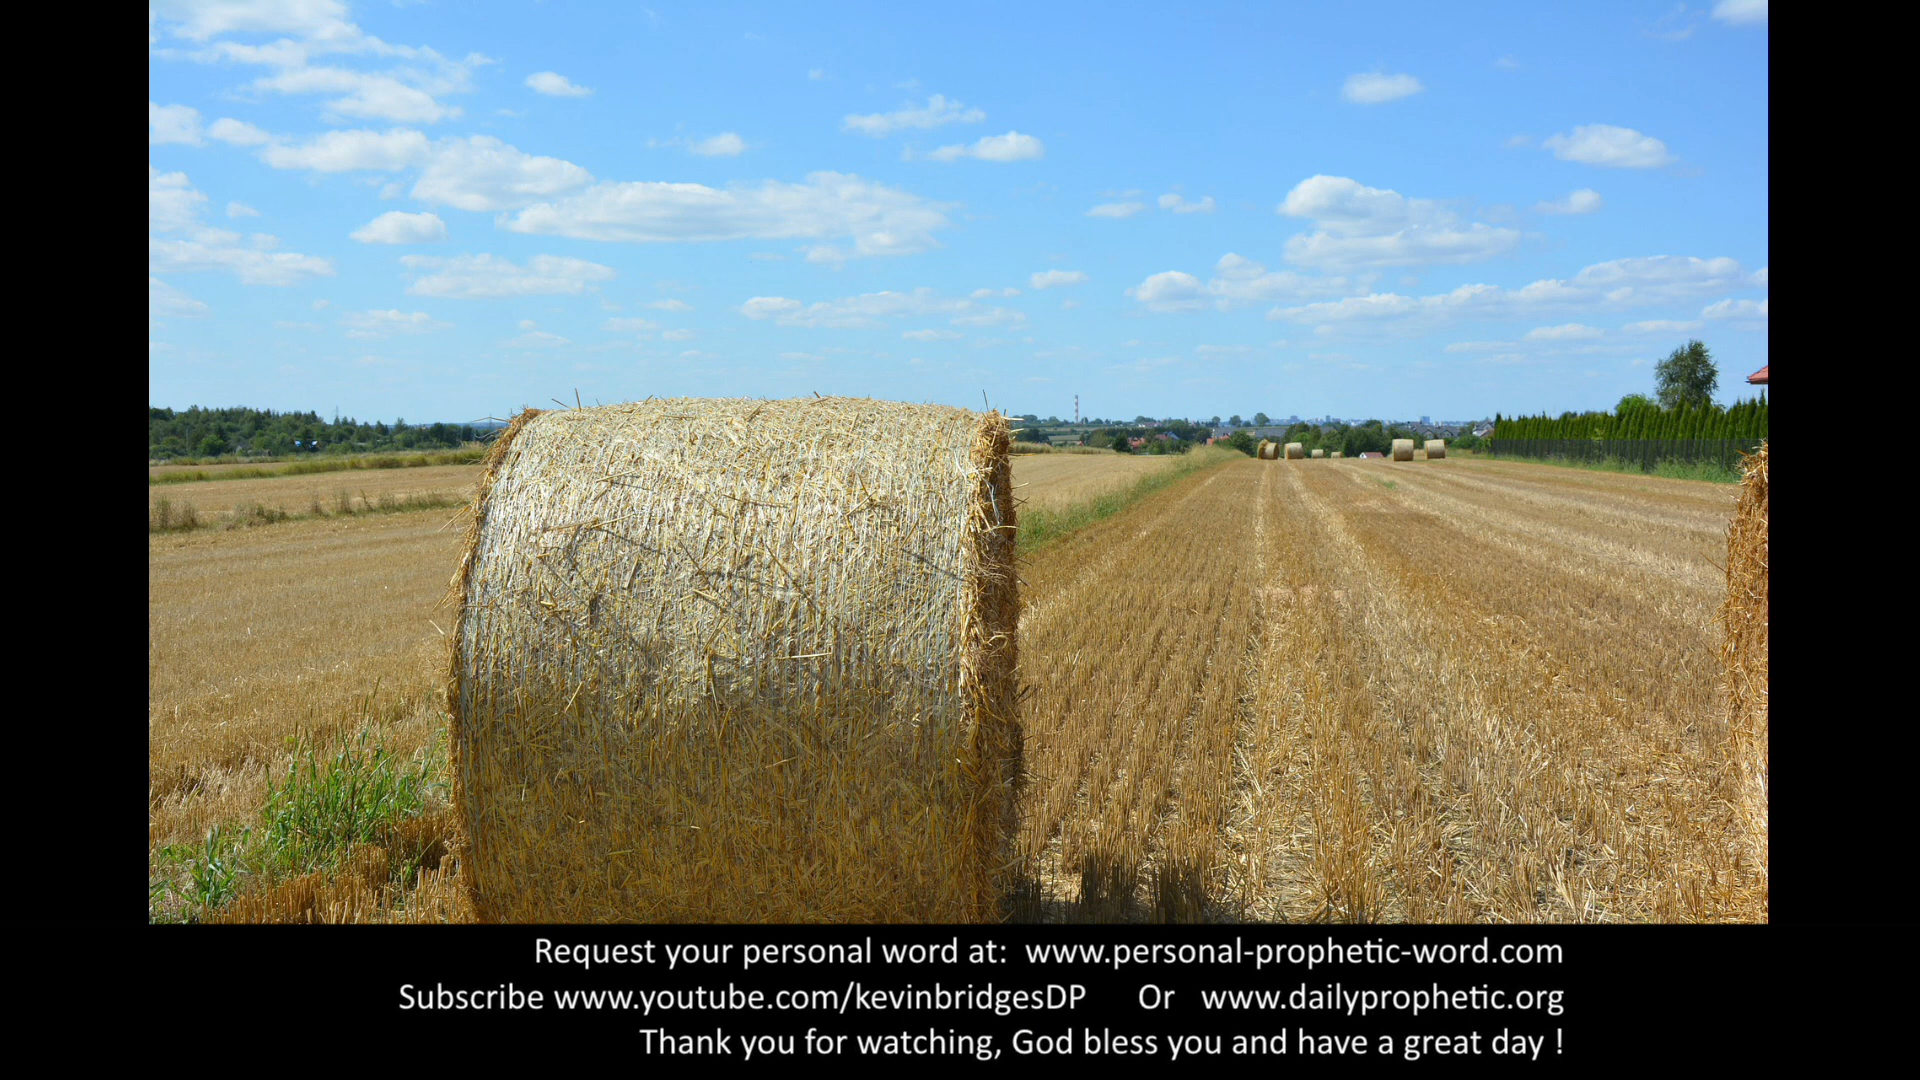 Request your personal word at: www.personal-prophetic-word.com
Subscribe www.youtube.com/kevinbridgesDP Or www.dailyprophetic.org
Thank you for watching, God bless you and have a great day !